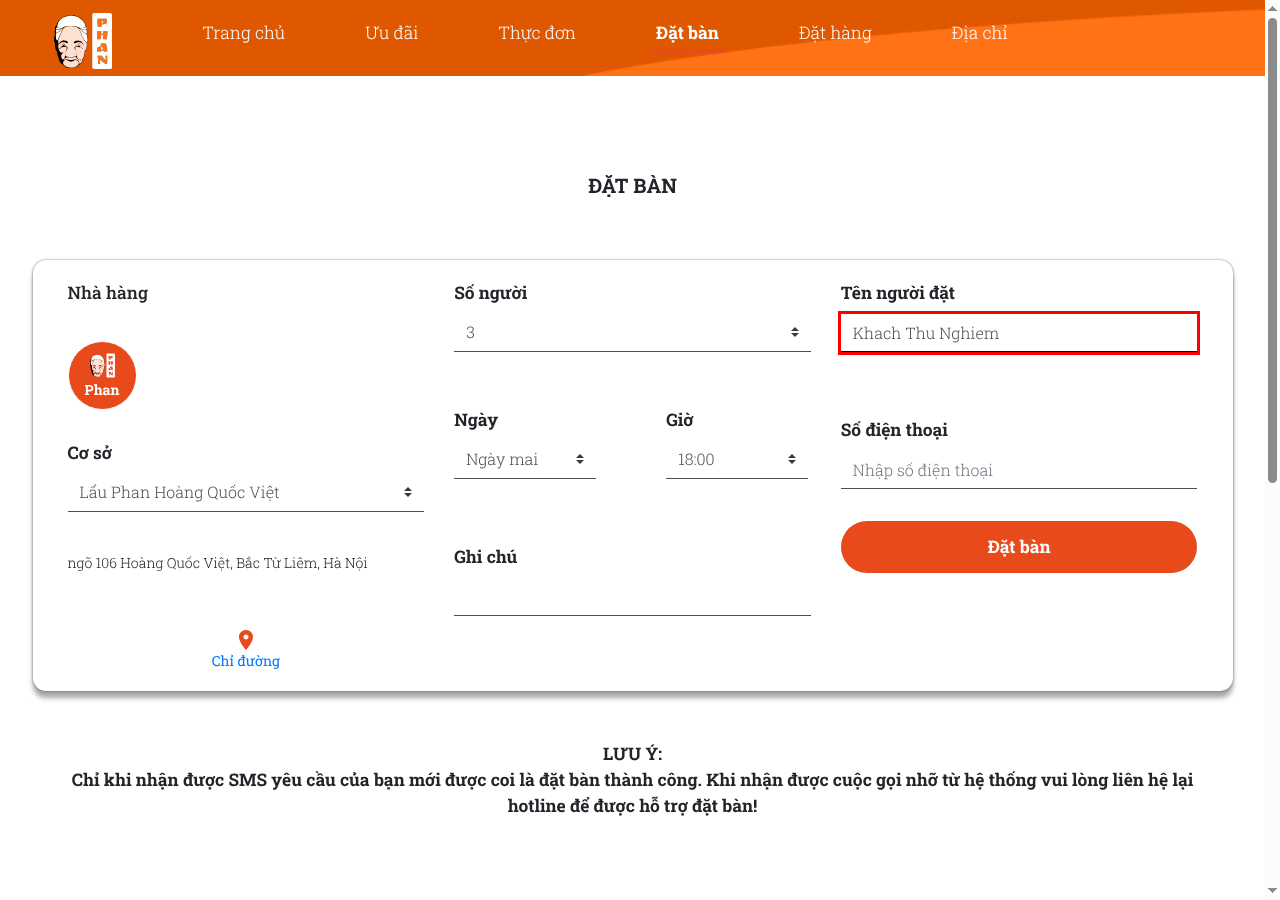 PHAN
Trang chủ
Ưu đãi
Thực đơn
Đặt bàn
Đặt hàng
Địa chỉ
ĐẶT BÀN
Nhà hàng
PHAN
Phan
Cơ sở
Lẩu Phan Hoàng Quốc Việt
ngõ 106 Hoàng Quốc Việt, Bắc Từ Liêm, Hà Nội
Chỉ đường
Số người
3
Ngày
Giờ
Ngày mai
18:00
Ghi chú
Tên người đặt
Khach Thu Nghiem
Số điện thoại
Nhập số điện thoại
Đặt bàn
LƯU Ý:
Chỉ khi nhận được SMS yêu cầu của bạn mới được coi là đặt bàn thành công. Khi nhận được cuộc gọi nhỡ từ hệ thống vui lòng liên hệ lại
hotline để được hỗ trợ đặt bàn!